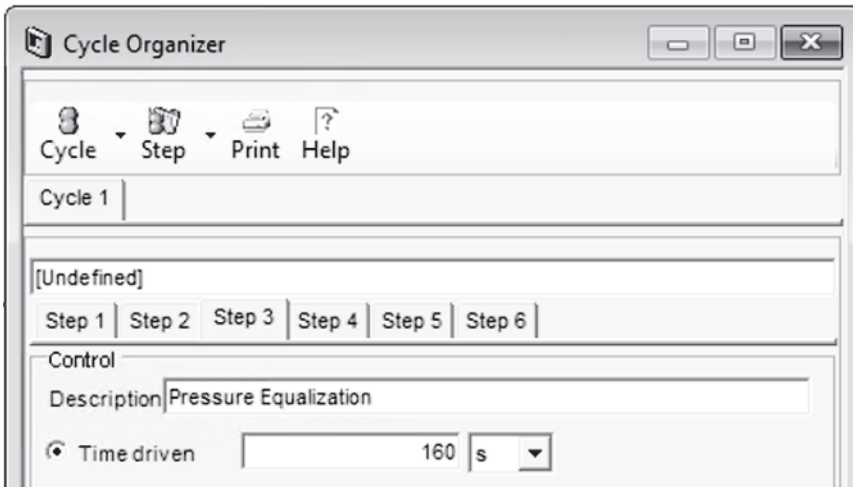 Cycle Organizer
Cycle Step Print Help
Cycle 1
[Undefined]
Step 1 Step 2 Step 3 Step 4 Step 5 Step 6
Control
Description Pressure Equalization
Time driven 160 s